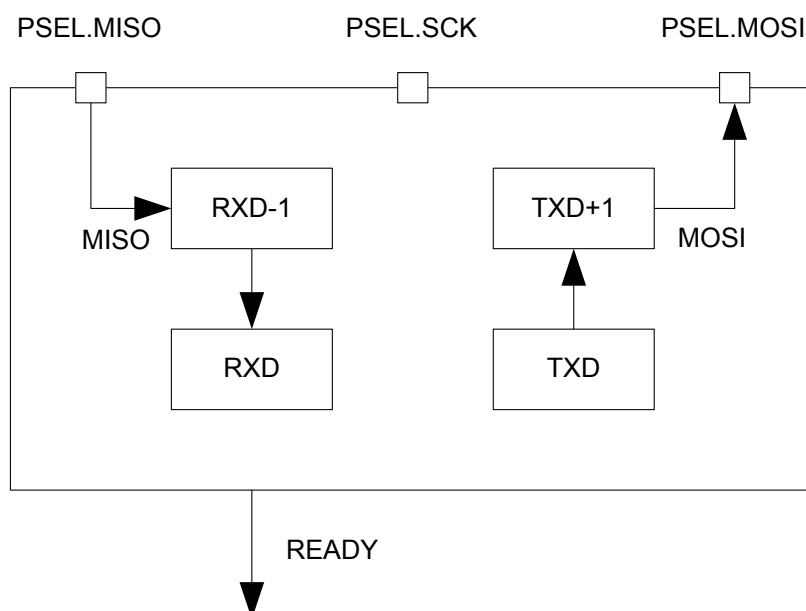 PSEL.MISO PSEL.SCK PSEL.MOSI
RXD-1 TXD+1
MISO MOSI
RXD TXD
READY